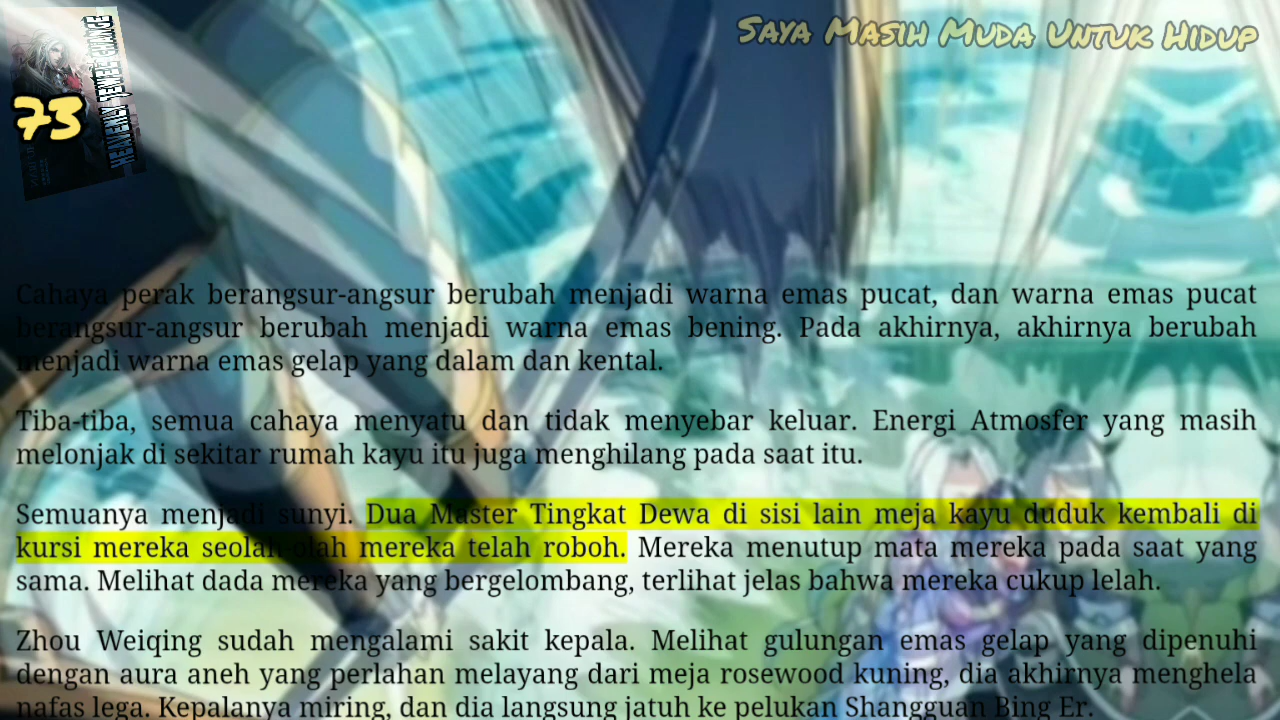 Saya Masih Muda Untuk Hidup
73
HEAVENLY JEWEL CHANGE
Cahaya perak berangsur-angsur berubah menjadi warna emas pucat, dan warna emas pucat
berangsur-angsur berubah menjadi warna emas bening. Pada akhirnya, akhirnya berubah
menjadi warna emas gelap yang dalam dan kental.
Tiba-tiba, semua cahaya menyatu dan tidak menyebar keluar. Energi Atmosfer yang masih
melonjak di sekitar rumah kayu itu juga menghilang pada saat itu.
Semuanya menjadi sunyi. Dua Master Tingkat Dewa di sisi lain meja kayu duduk kembali di
kursi mereka seolah-olah mereka telah roboh. Mereka menutup mata mereka pada saat yang
sama. Melihat dada mereka yang bergelombang, terlihat jelas bahwa mereka cukup lelah.
Zhou Weiqing sudah mengalami sakit kepala. Melihat gulungan emas gelap yang dipenuhi
dengan aura aneh yang perlahan melayang dari meja rosewood kuning, dia akhirnya menghela
nafas lega. Kepalanya miring, dan dia langsung jatuh ke pelukan Shangguan Bing Er.